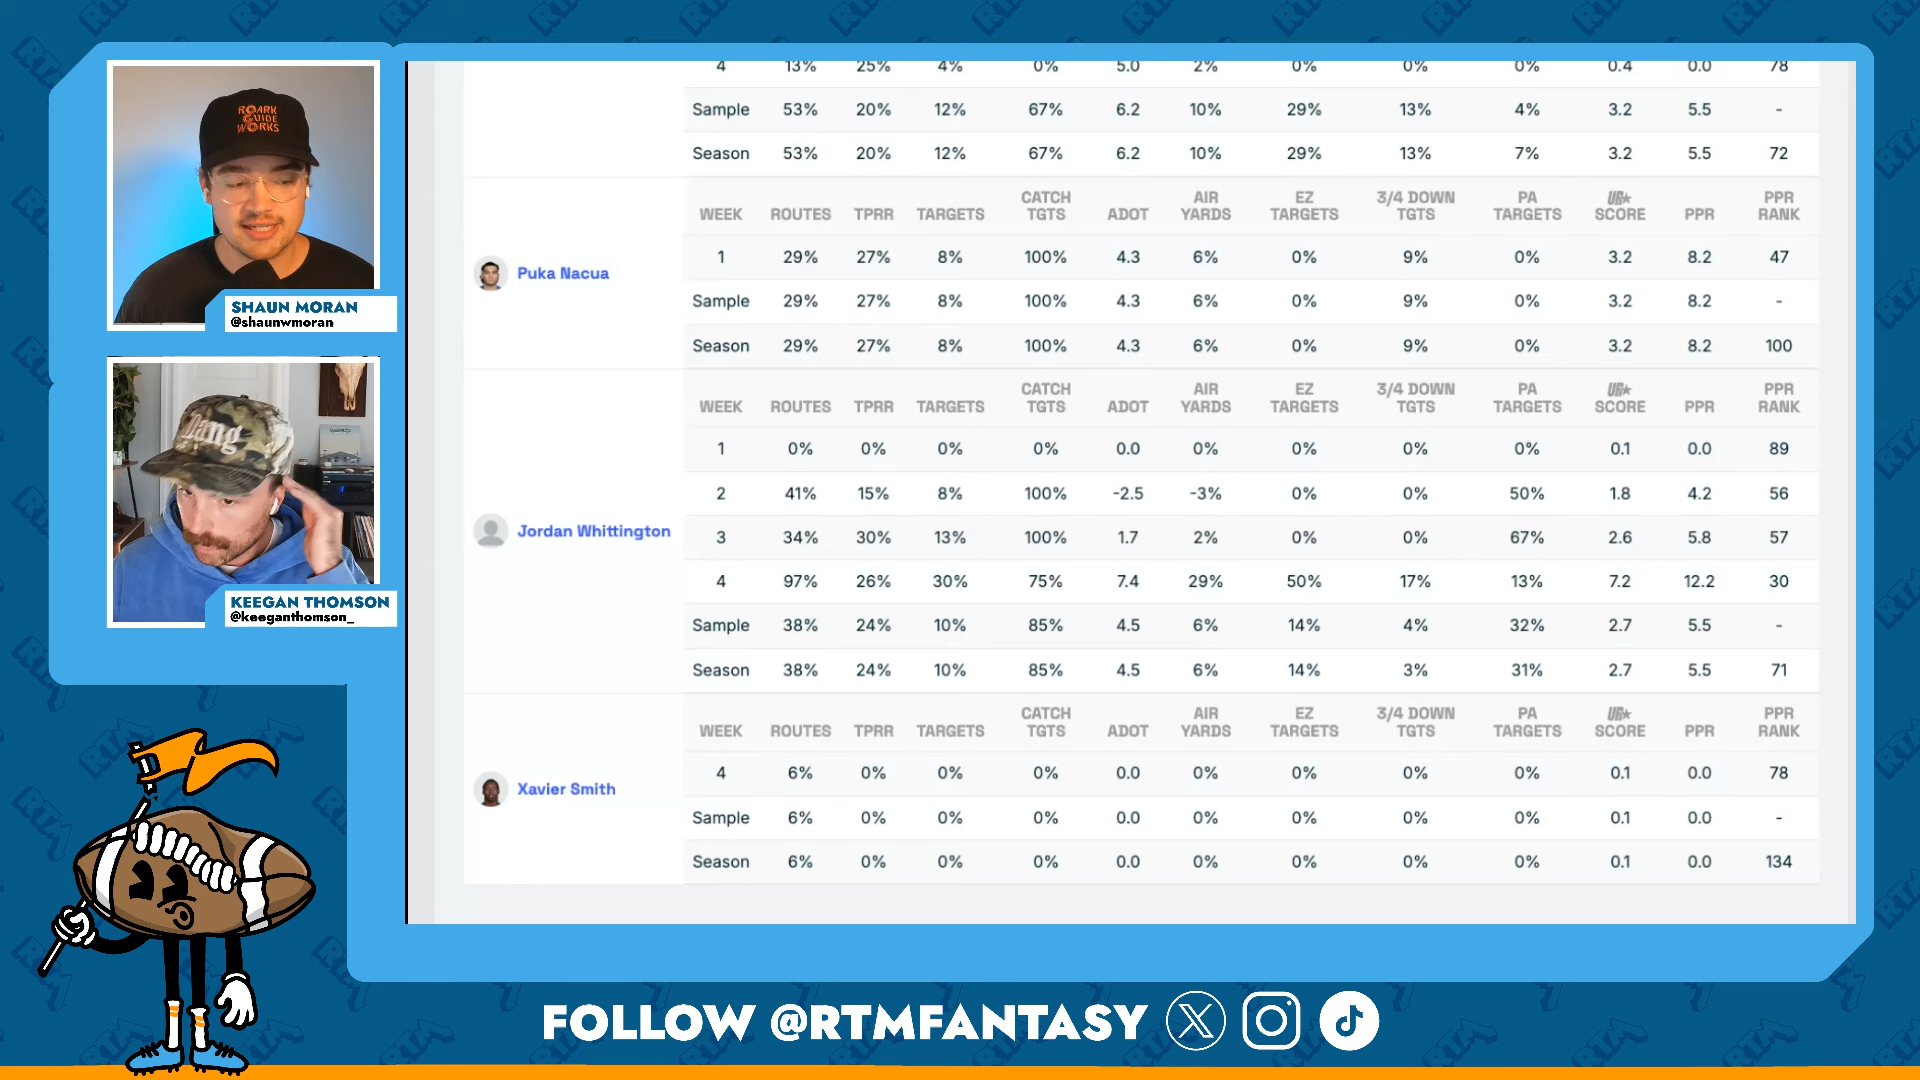 ROARK
GUIDE
WORKS
SHAUN MORAN
@shaunwmoran
Dang
KEEGAN THOMSON
@keeganthomson_
4 13% 25% 4% 0% 5.0 2% 0% 0% 0% 0.4 0.0 78
Sample 53% 20% 12% 67% 6.2 10% 29% 13% 4% 3.2 5.5 -
Season 53% 20% 12% 67% 6.2 10% 29% 13% 7% 3.2 5.5 72
Puka Nacua
WEEK ROUTES TPRR TARGETS CATCH TGTS ADOT AIR YARDS EZ TARGETS 3/4 DOWN TGTS PA TARGETS SCORE PPR PPR RANK
1 29% 27% 8% 100% 4.3 6% 0% 9% 0% 3.2 8.2 47
Sample 29% 27% 8% 100% 4.3 6% 0% 9% 0% 3.2 8.2 -
Season 29% 27% 8% 100% 4.3 6% 0% 9% 0% 3.2 8.2 100
Jordan Whittington
WEEK ROUTES TPRR TARGETS CATCH TGTS ADOT AIR YARDS EZ TARGETS 3/4 DOWN TGTS PA TARGETS SCORE PPR PPR RANK
1 0% 0% 0% 0% 0.0 0% 0% 0% 0% 0.1 0.0 89
2 41% 15% 8% 100% -2.5 -3% 0% 0% 50% 1.8 4.2 56
3 34% 30% 13% 100% 1.7 2% 0% 0% 67% 2.6 5.8 57
4 97% 26% 30% 75% 7.4 29% 50% 17% 13% 7.2 12.2 30
Sample 38% 24% 10% 85% 4.5 6% 14% 4% 32% 2.7 5.5 -
Season 38% 24% 10% 85% 4.5 6% 14% 3% 31% 2.7 5.5 71
Xavier Smith
WEEK ROUTES TPRR TARGETS CATCH TGTS ADOT AIR YARDS EZ TARGETS 3/4 DOWN TGTS PA TARGETS SCORE PPR PPR RANK
4 6% 0% 0% 0% 0.0 0% 0% 0% 0% 0.1 0.0 78
Sample 6% 0% 0% 0% 0.0 0% 0% 0% 0% 0.1 0.0 -
Season 6% 0% 0% 0% 0.0 0% 0% 0% 0% 0.1 0.0 134
FOLLOW @RTMFANTASY